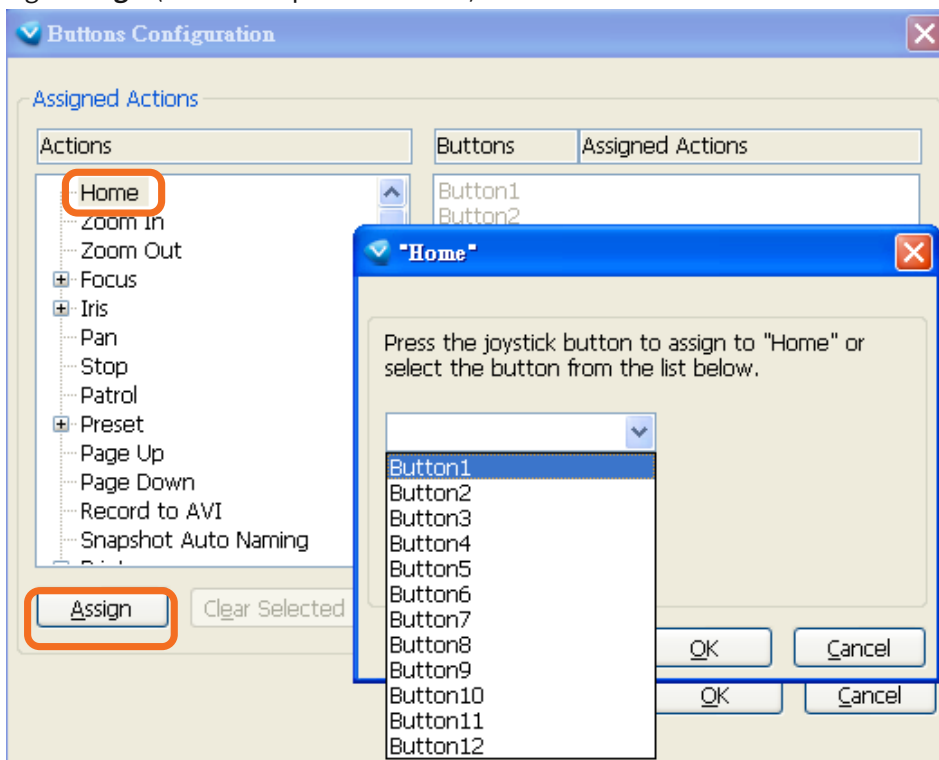 Buttons Configuration
Assigned Actions
Actions
Buttons Assigned Actions
Home
Zoom In
Zoom Out
Focus
Iris
Pan
Stop
Patrol
Preset
Page Up
Page Down
Record to AVI
Snapshot Auto Naming
Button1
Button2
Assign
Clear Selected
"Home"
Press the joystick button to assign to "Home" or
select the button from the list below.
Button1
Button2
Button3
Button4
Button5
Button6
Button7
Button8
Button9
Button10
Button11
Button12
OK Cancel
OK Cancel